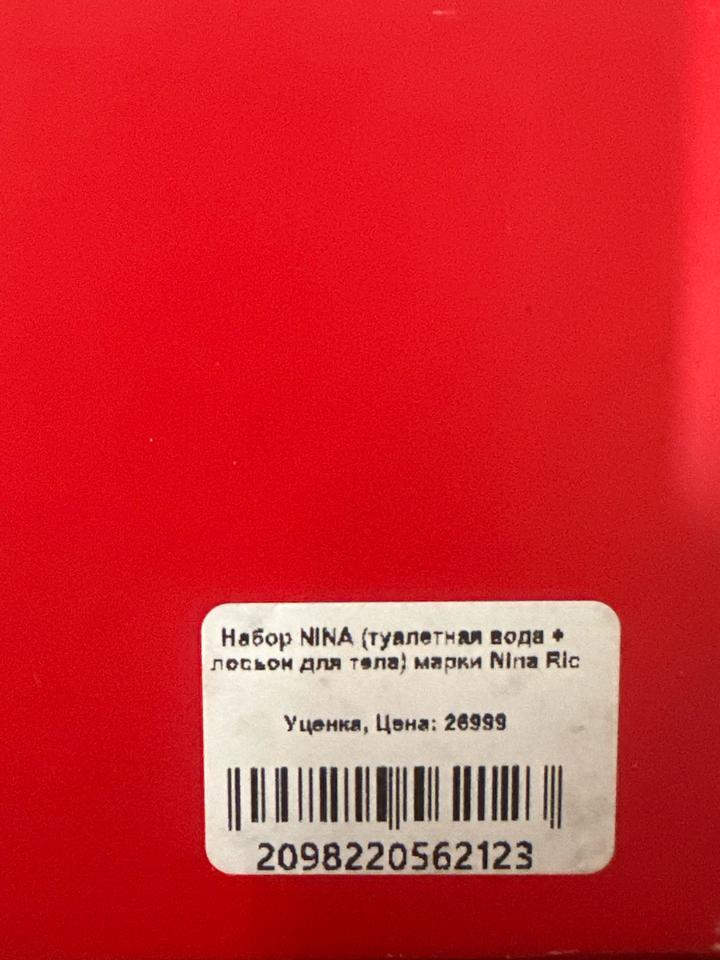 Набор NINA (туалетная вода +
лосьон для тела) марки Nina Ric
Уценка, Цена: 26999
2098220562123